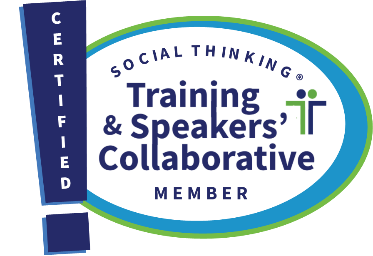 CERTIFIED
SOCIAL THINKING®
Training
& Speakers’
Collaborative
MEMBER